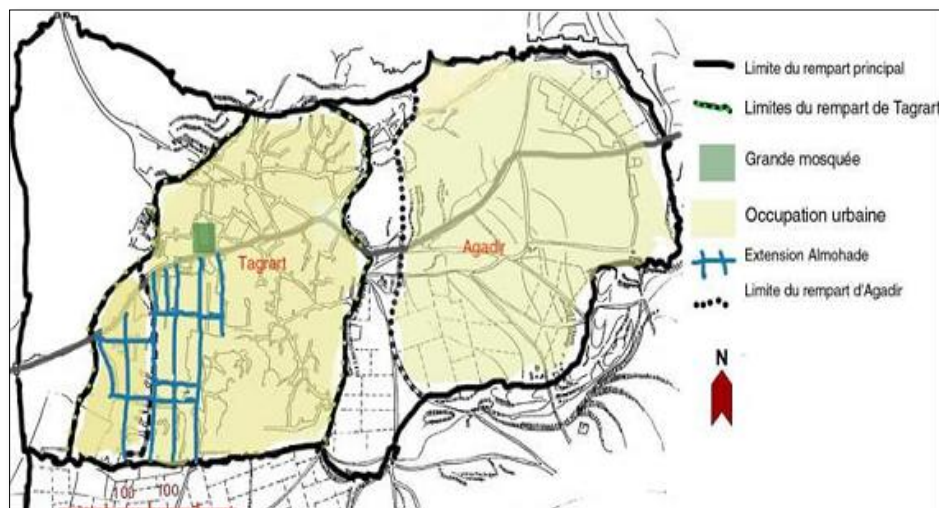 Limite du rempart principal
Limites du rempart de Tagrart
Grande mosquée
Occupation urbaine
Extension Almohade
Limite du rempart d'Agadir
N
Tagrart
Agadir
100 100